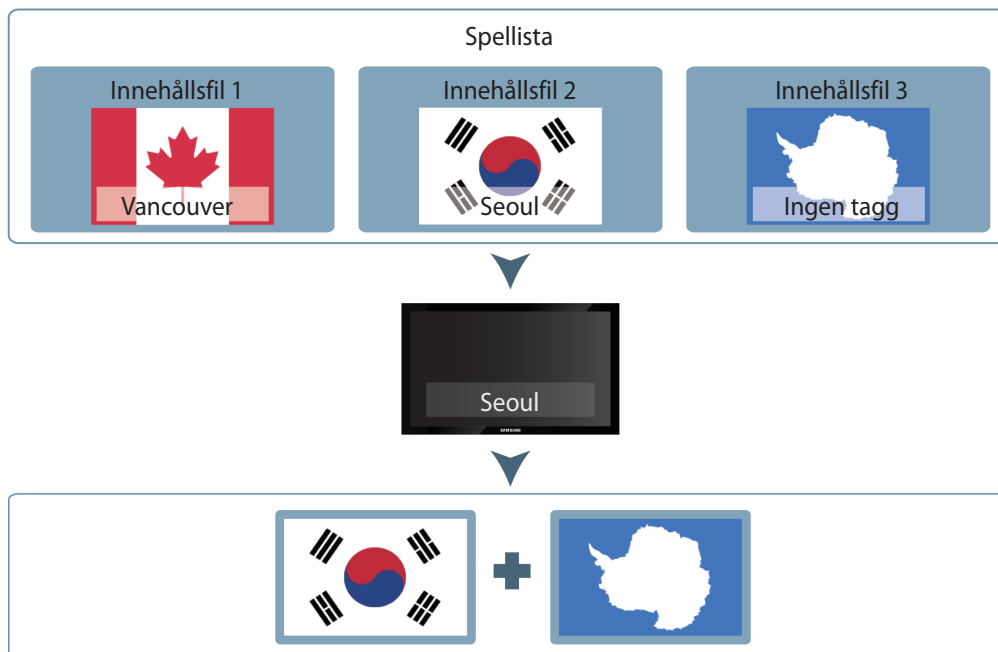 Spellista
Innehållsfil 1
Innehållsfil 2
Innehållsfil 3
Vancouver
Seoul
Ingen tagg
Seoul
SAMSUNG